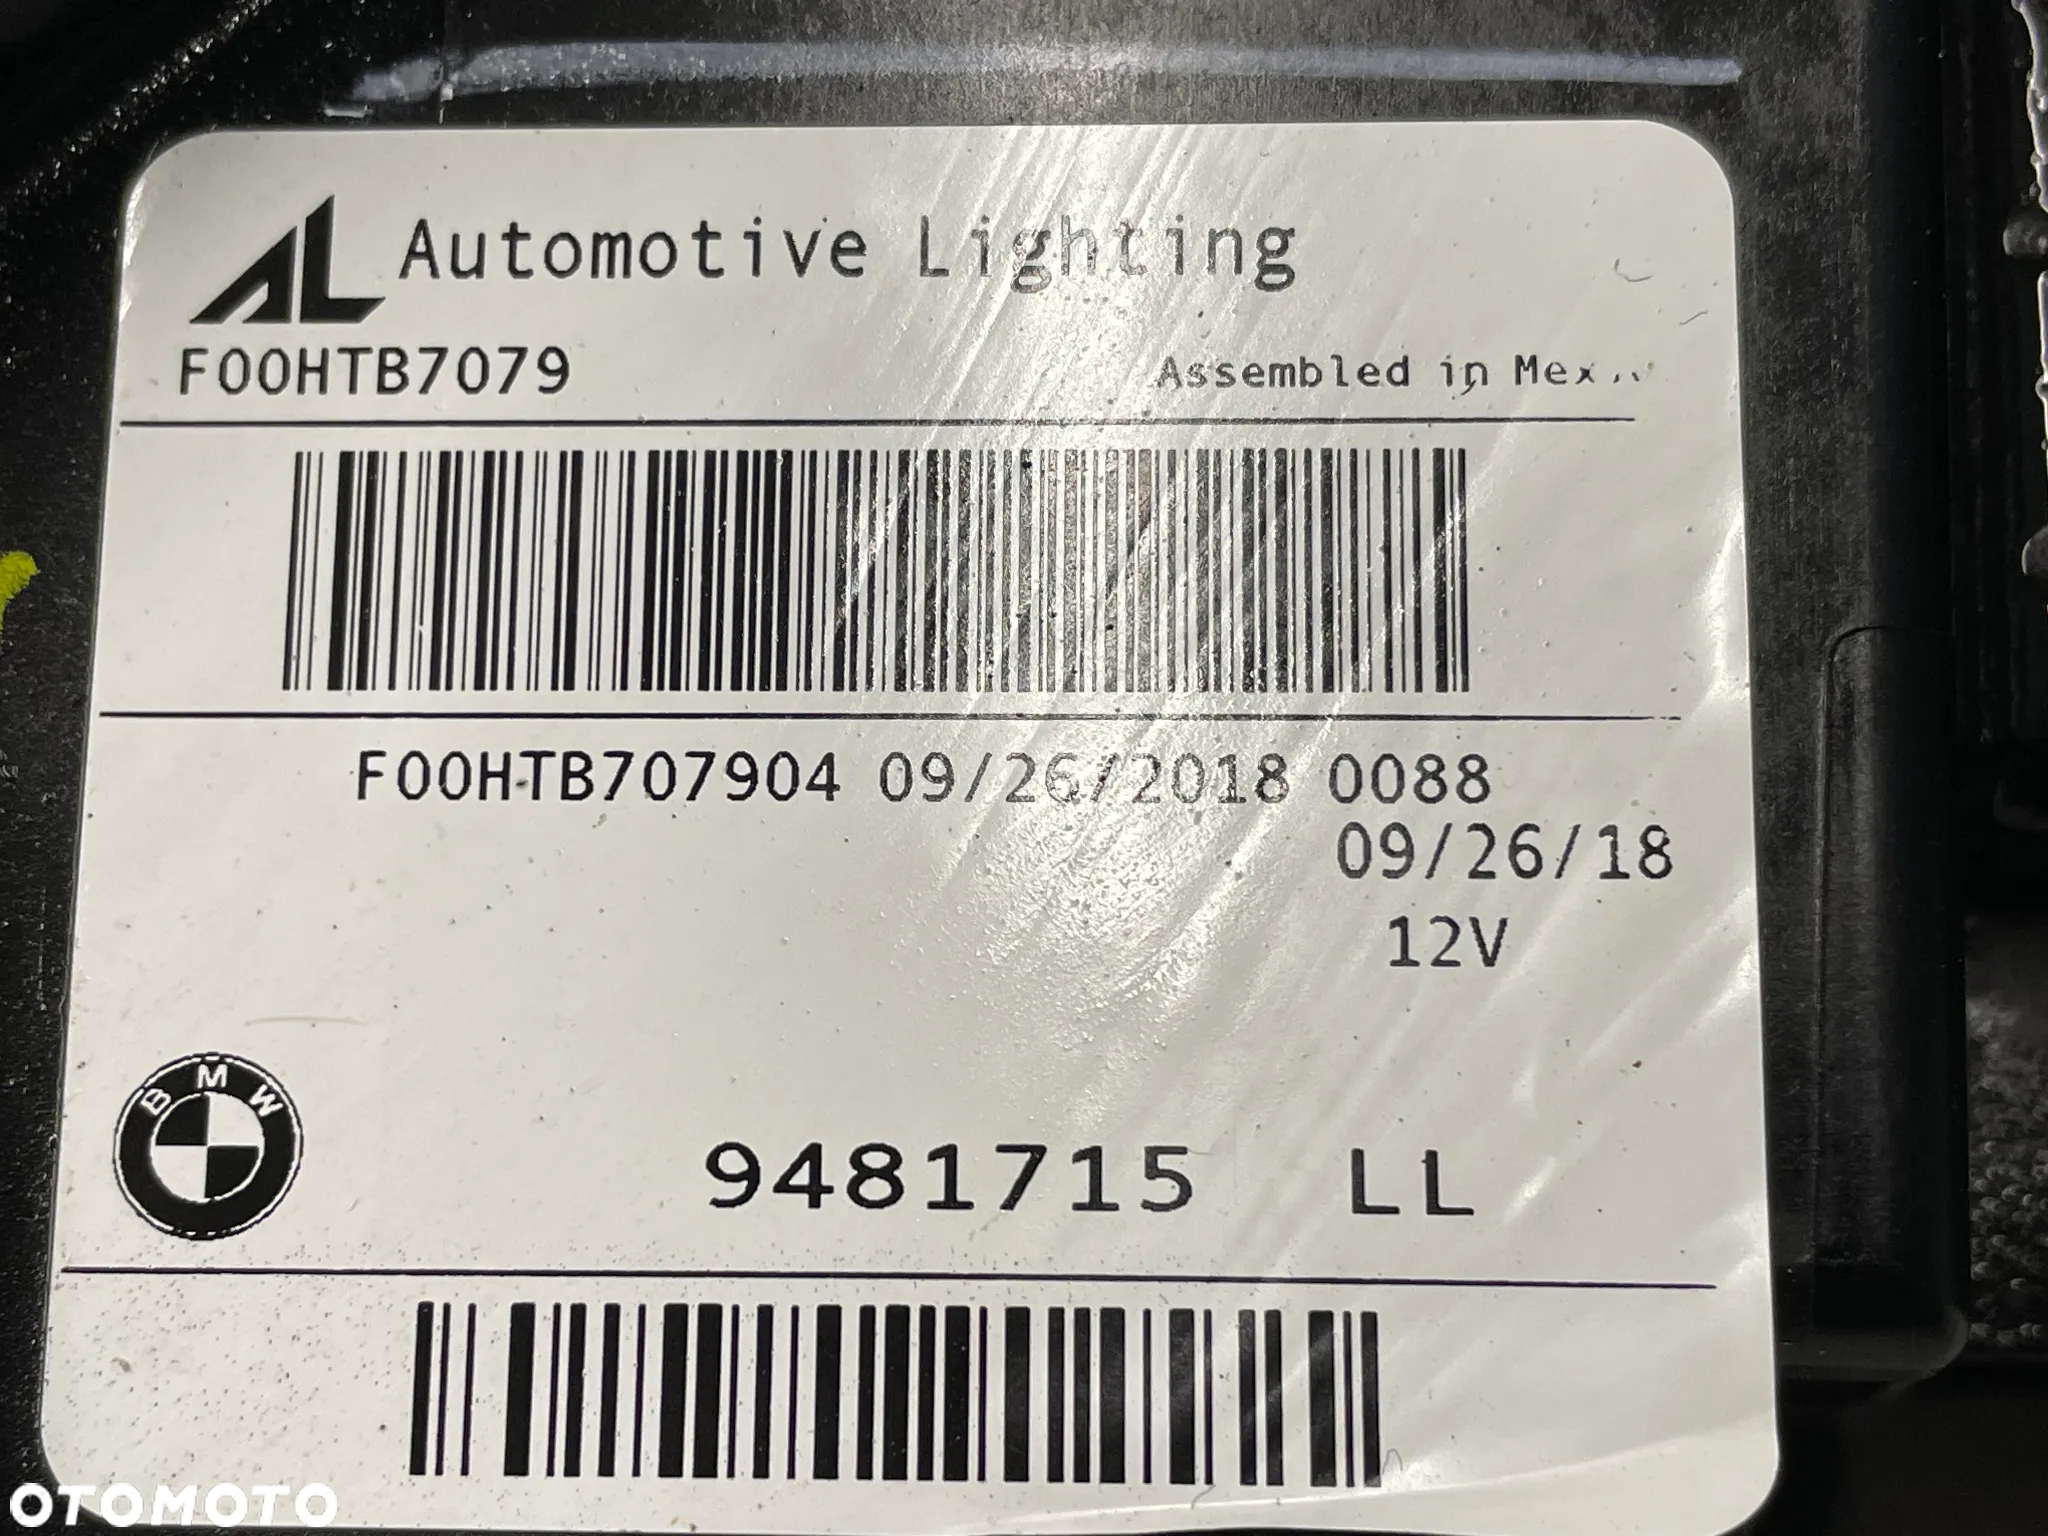 AL Automotive Lighting
F00HTB7079 Assembled in
F00HTB707904 09/26/2018 0088
09/26/18
12V
BMW
9481715 LL
OTOMOTO